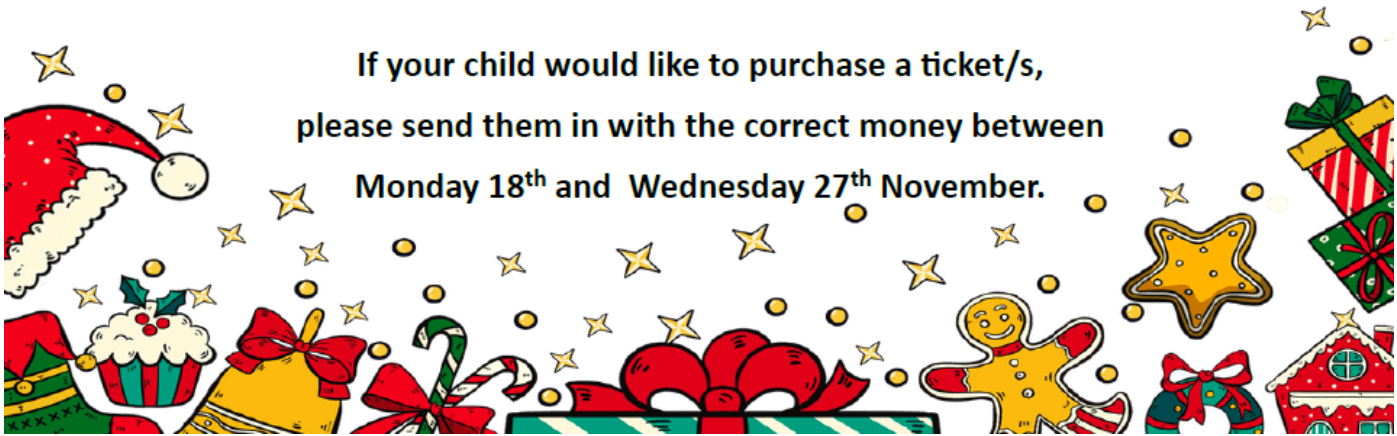 If your child would like to purchase a ticket/s,
please send them in with the correct money between
Monday 18th and Wednesday 27th November.